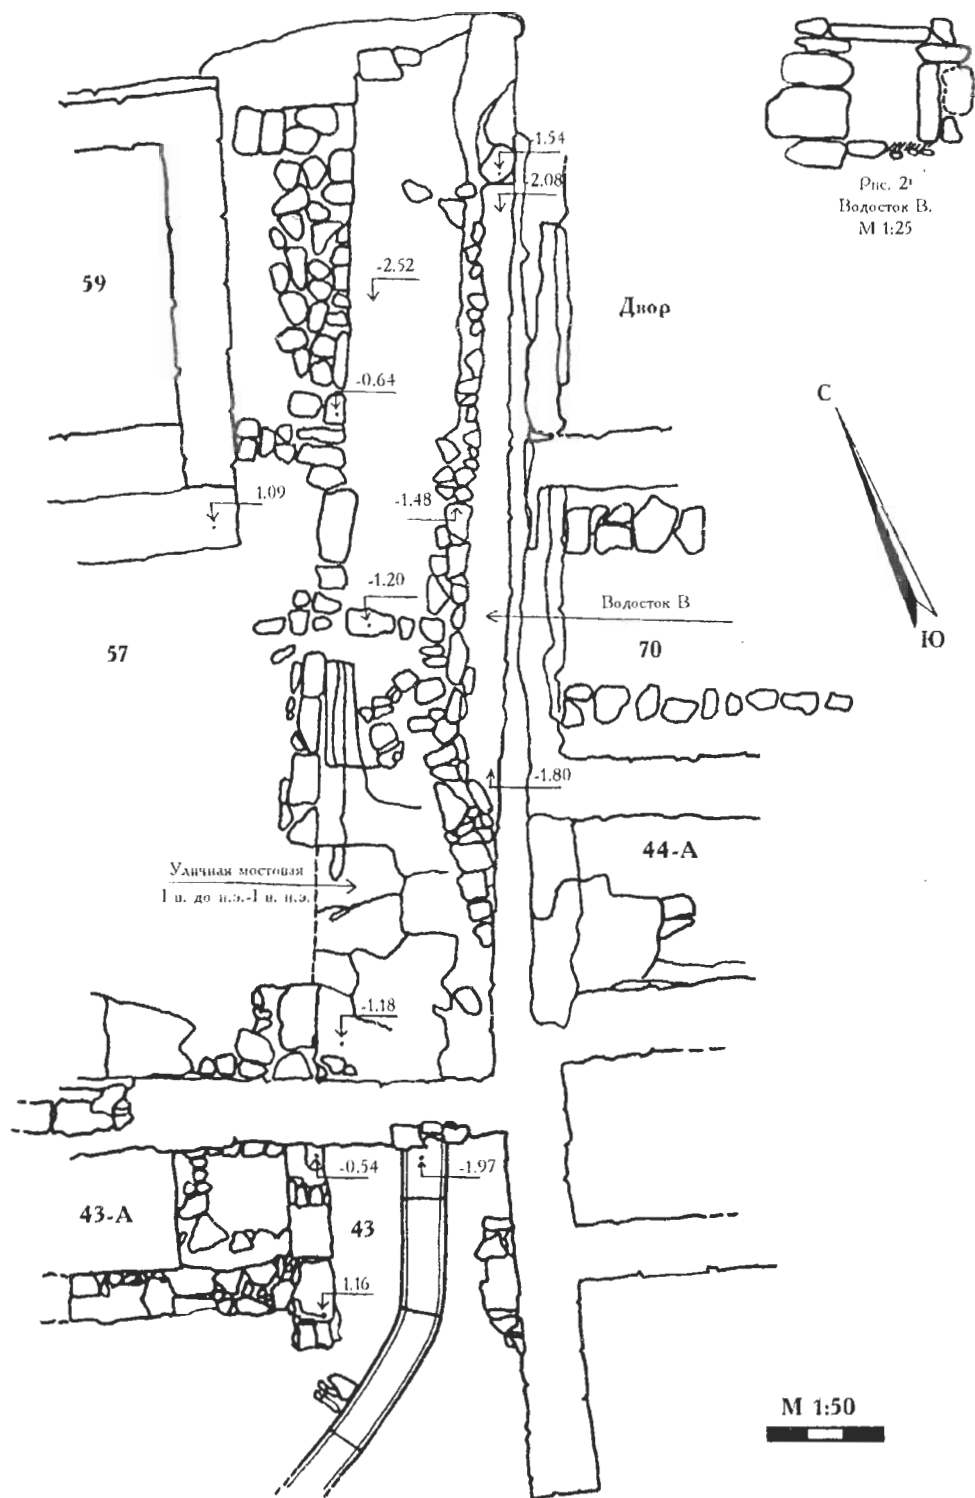 -1.54
-2.08
Рис. 2
Водосток В.
М 1:25
59
-2.52
Двор
-0.64
С
1.09
-1.48
-1.20
Водосток В
57
70
Ю
-1.80
44-А
Уличная мостовая
I в. до н.э.-I в. н.э.
-1.18
-0.54
-1.97
43-А
43
1.16
М 1:50